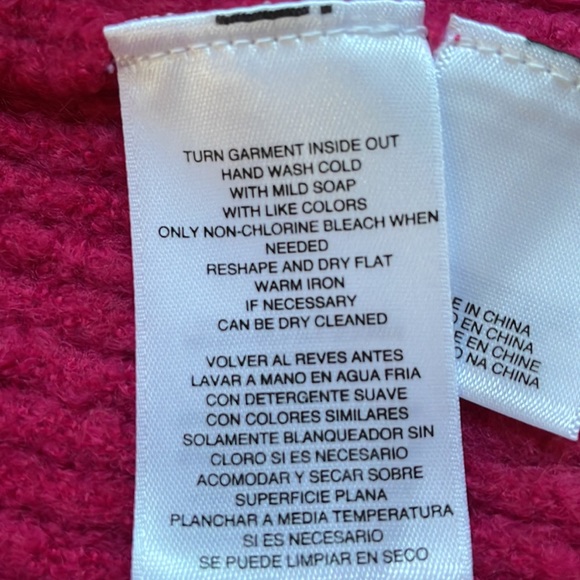 TURN GARMENT INSIDE OUT
HAND WASH COLD
WITH MILD SOAP
WITH LIKE COLORS
ONLY NON-CHLORINE BLEACH WHEN
NEEDED
RESHAPE AND DRY FLAT
WARM IRON
IF NECESSARY
CAN BE DRY CLEANED
VOLVER AL REVES ANTES
LAVAR A MANO EN AGUA FRIA
CON DETERGENTE SUAVE
CON COLORES SIMILARES
SOLAMENTE BLANQUEADOR SIN
CLORO SI ES NECESARIO
ACOMODAR Y SECAR SOBRE
SUPERFICIE PLANA
PLANCHAR A MEDIA TEMPERATURA
SI ES NECESARIO
SE PUEDE LIMPIAR EN SECO
IN CHINA
EN CHINA
EN CHINE
NA CHINA